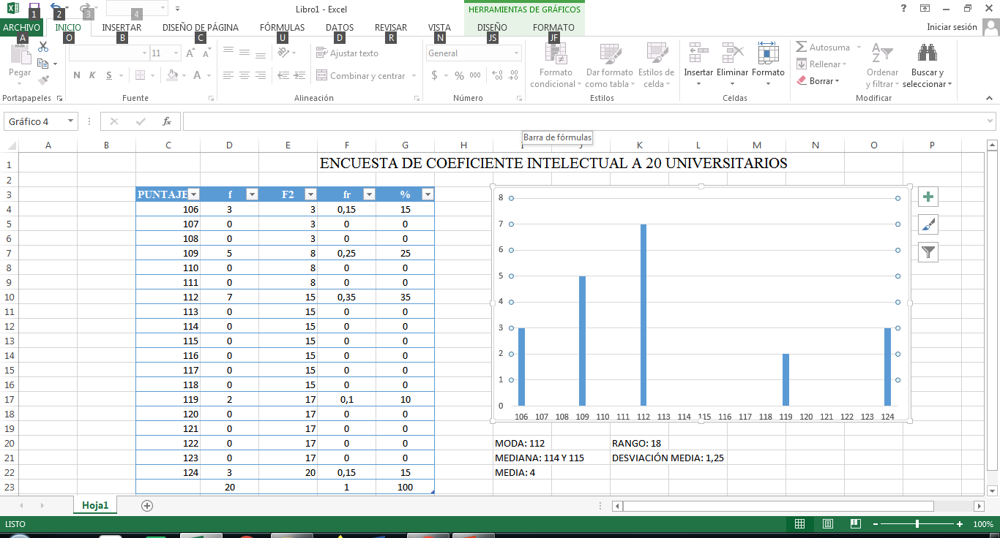 Libro1 - Excel
HERRAMIENTAS DE GRÁFICOS
?
1 2 3 4
ARCHIVO INICIO INSERTAR DISEÑO DE PÁGINA FÓRMULAS DATOS REVISAR VISTA DISEÑO FORMATO Iniciar sesión
A O B C U D R N JS JF
11 A A Ajustar texto General Autosuma
Pegar N K S A Combinar y centrar $ % 000 Formato condicional Dar formato como tabla Estilos de celda Insertar Eliminar Formato Rellenar Borrar Ordenar y filtrar Buscar y seleccionar
Portapapeles Fuente Alineación Número Estilos Celdas Modificar
Gráfico 4 fx
Barra de fórmulas
A B C D E F G H I J K L M N O P
1 ENCUESTA DE COEFICIENTE INTELECTUAL A 20 UNIVERSITARIOS
2
3 PUNTAJE f F2 fr %
4 106 3 3 0,15 15
5 107 0 3 0 0
6 108 0 3 0 0
7 109 5 8 0,25 25
8 110 0 8 0 0
9 111 0 8 0 0
10 112 7 15 0,35 35
11 113 0 15 0 0
12 114 0 15 0 0
13 115 0 15 0 0
14 116 0 15 0 0
15 117 0 15 0 0
16 118 0 15 0 0
17 119 2 17 0,1 10
18 120 0 17 0 0
19 121 0 17 0 0
20 122 0 17 0 0
21 123 0 17 0 0
22 124 3 20 0,15 15
23 20 1 100
8
7
6
5
4
3
2
1
0
106 107 108 109 110 111 112 113 114 115 116 117 118 119 120 121 122 123 124
MODA: 112 RANGO: 18
MEDIANA: 114 Y 115 DESVIACIÓN MEDIA: 1,25
MEDIA: 4
Hoja1
LISTO 100%